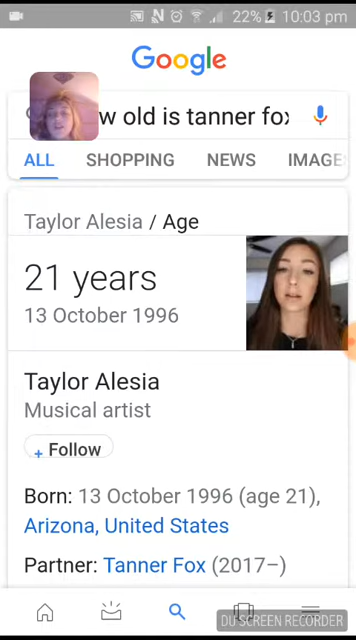 22% 10:03 pm
Google
w old is tanner fox
ALL SHOPPING NEWS IMAGE
Taylor Alesia / Age
21 years
13 October 1996
Taylor Alesia
Musical artist
+ Follow
Born: 13 October 1996 (age 21),
Arizona, United States
Partner: Tanner Fox (2017–)
DU SCREEN RECORDER